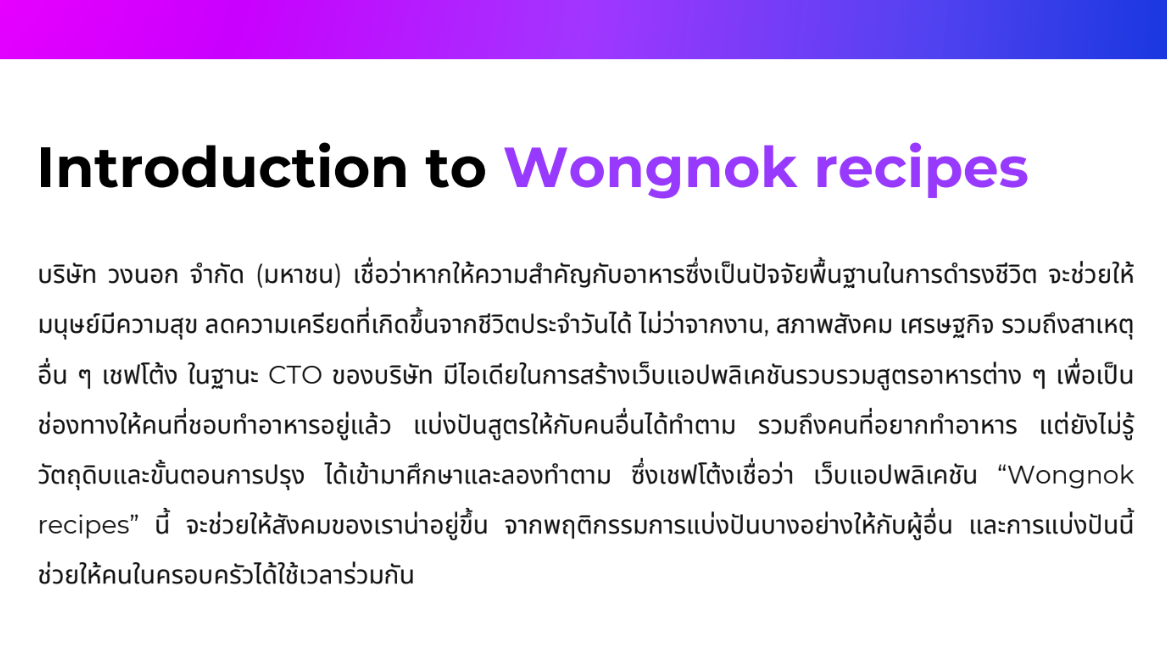 Introduction to Wongnok recipes
บริษัท วงนอก จำกัด (มหาชน) เชื่อว่าหากให้ความสำคัญกับอาหารซึ่งเป็นปัจจัยพื้นฐานในการดำรงชีวิต จะช่วยให้
มนุษย์มีความสุข ลดความเครียดที่เกิดขึ้นจากชีวิตประจำวันได้ ไม่ว่าจากงาน, สภาพสังคม เศรษฐกิจ รวมถึงสาเหตุ
อื่น ๆ เชฟโต้ง ในฐานะ CTO ของบริษัท มีไอเดียในการสร้างเว็บแอปพลิเคชันรวบรวมสูตรอาหารต่าง ๆ เพื่อเป็น
ช่องทางให้คนที่ชอบทำอาหารอยู่แล้ว แบ่งปันสูตรให้กับคนอื่นได้ทำตาม รวมถึงคนที่อยากทำอาหาร แต่ยังไม่รู้
วัตถุดิบและขั้นตอนการปรุง ได้เข้ามาศึกษาและลองทำตาม ซึ่งเชฟโต้งเชื่อว่า เว็บแอปพลิเคชัน “Wongnok
recipes” นี้ จะช่วยให้สังคมของเราน่าอยู่ขึ้น จากพฤติกรรมการแบ่งปันบางอย่างให้กับผู้อื่น และการแบ่งปันนี้
ช่วยให้คนในครอบครัวได้ใช้เวลาร่วมกัน